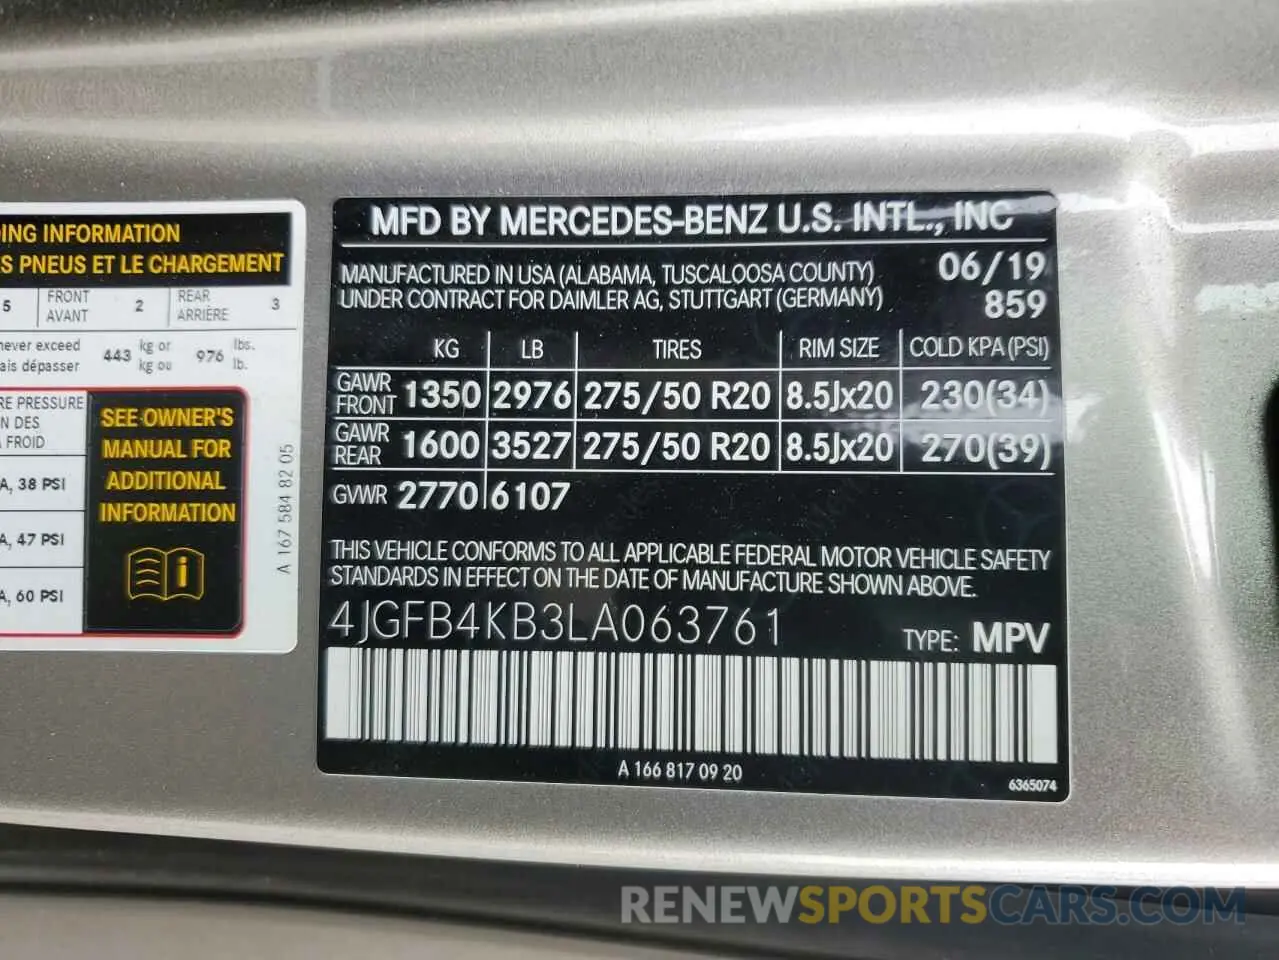 DING INFORMATION
S PNEUS ET LE CHARGEMENT
5 FRONT AVANT 2 REAR ARRIÈRE 3
never exceed 443 kg or 976 lbs.
ais dépasser kg ou lb.
RE PRESSURE
N DES
FROID
A, 38 PSI
A, 47 PSI
A, 60 PSI
SEE OWNER'S
MANUAL FOR
ADDITIONAL
INFORMATION
A 167 584 82 05
MFD BY MERCEDES-BENZ U.S. INTL., INC
MANUFACTURED IN USA (ALABAMA, TUSCALOOSA COUNTY) 06/19
UNDER CONTRACT FOR DAIMLER AG, STUTTGART (GERMANY) 859
KG LB TIRES RIM SIZE COLD KPA (PSI)
GAWR FRONT 1350 2976 275/50 R20 8.5Jx20 230(34)
GAWR REAR 1600 3527 275/50 R20 8.5Jx20 270(39)
GVWR 2770 6107
THIS VEHICLE CONFORMS TO ALL APPLICABLE FEDERAL MOTOR VEHICLE SAFETY
STANDARDS IN EFFECT ON THE DATE OF MANUFACTURE SHOWN ABOVE.
4JGFB4KB3LA063761 TYPE: MPV
A 166 817 09 20
6365074
RENEWSPORTSCARS.COM